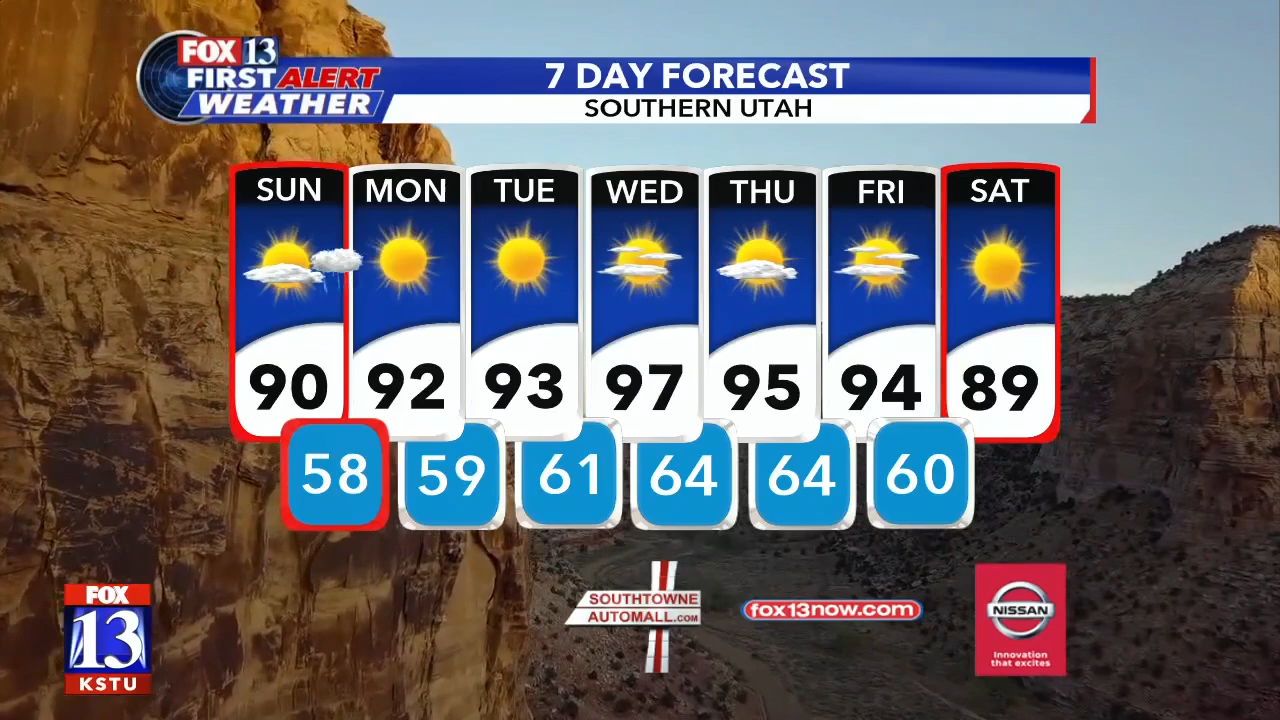 FOX 13
FIRST ALERT
WEATHER
7 DAY FORECAST
SOUTHERN UTAH
SUN MON TUE WED THU FRI SAT
90 92 93 97 95 94 89
58 59 61 64 64 60
FOX
13
KSTU
SOUTHTOWNE
AUTOMALL.COM
fox13now.com
NISSAN
Innovation
that excites